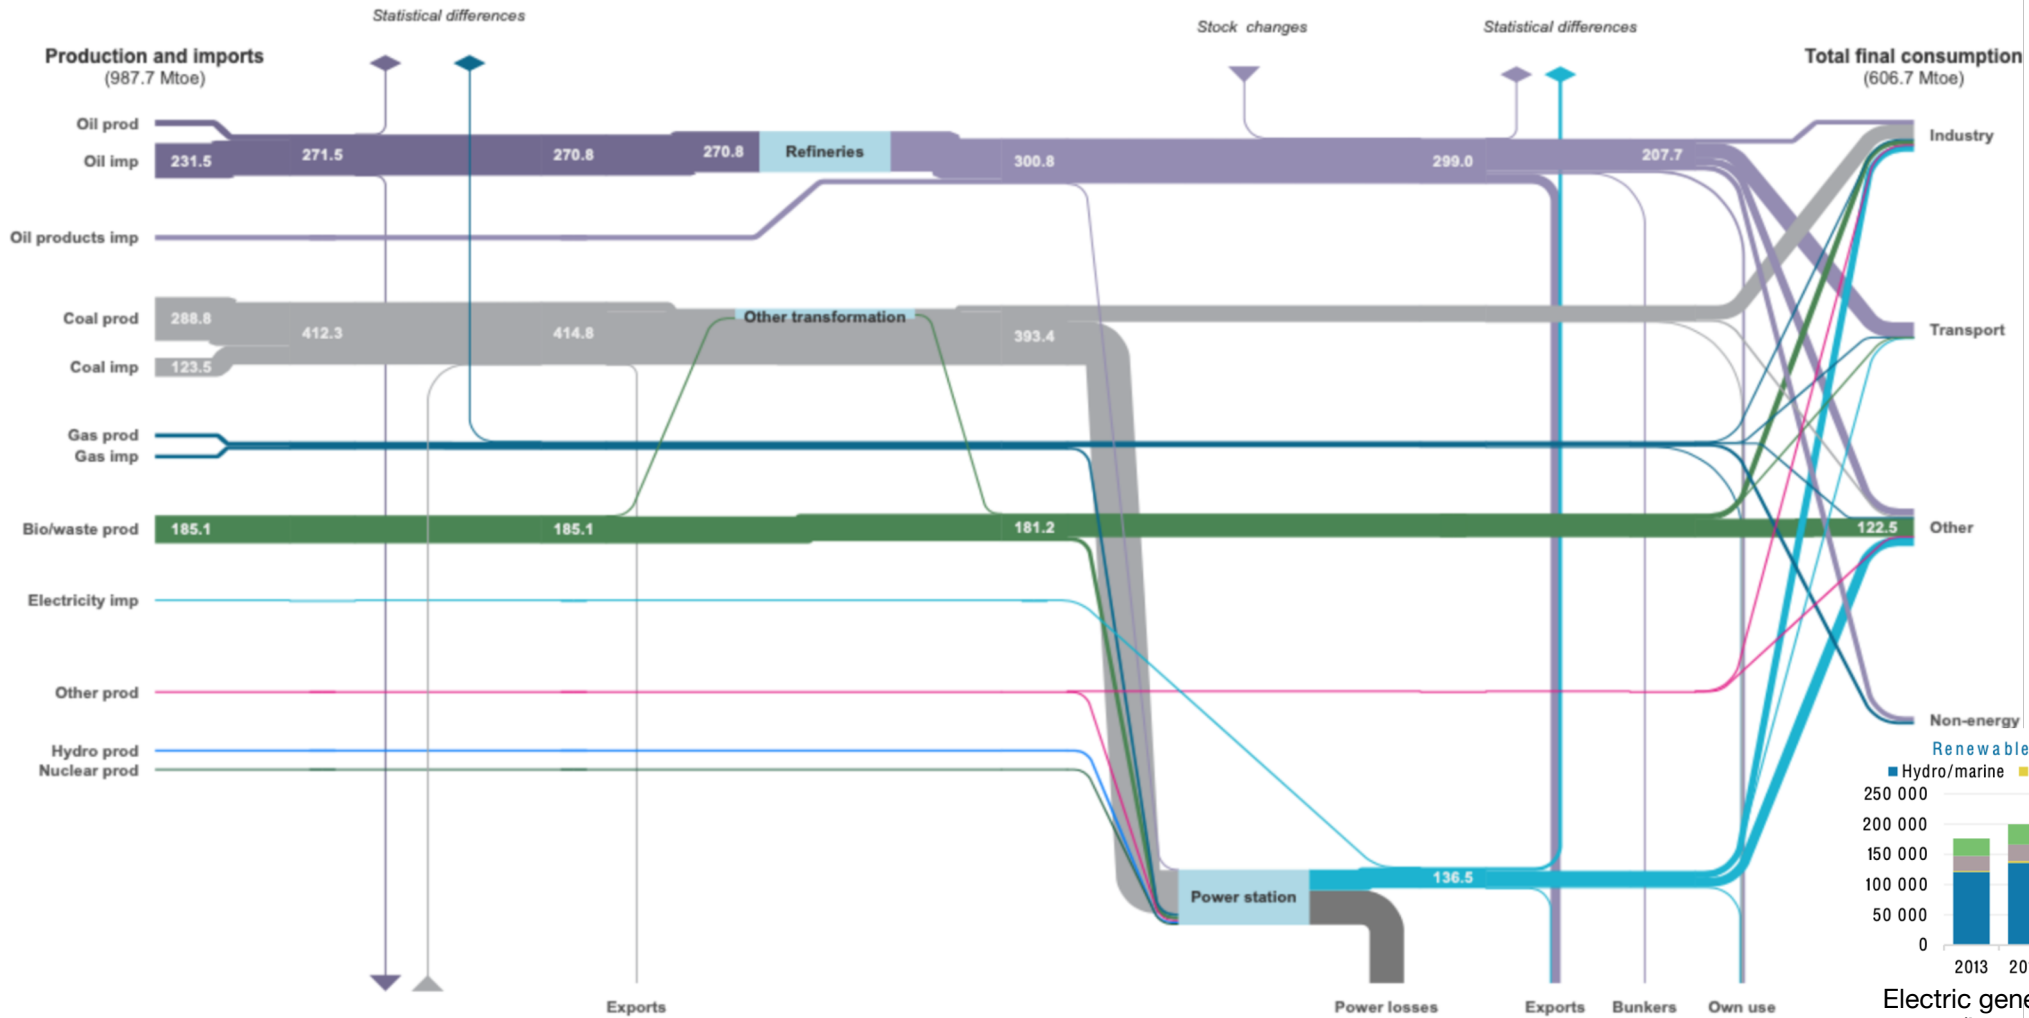 Statistical differences
Stock changes
Statistical differences
Production and imports
(987.7 Mtoe)
Total final consumption
(606.7 Mtoe)
Oil prod
Industry
Oil imp
231.5
271.5
270.8
270.8
Refineries
300.8
299.0
207.7
Oil products imp
Coal prod
288.8
412.3
414.8
Other transformation
393.4
Transport
Coal imp
123.5
Gas prod
Gas imp
Bio/waste prod
185.1
185.1
181.2
122.5
Other
Electricity imp
Other prod
Non-energy
Hydro prod
Nuclear prod
Renewable
Hydro/marine
250 000
200 000
150 000
100 000
50 000
0
2013
Power station
136.5
Exports
Power losses
Exports
Bunkers
Own use
Electric gene